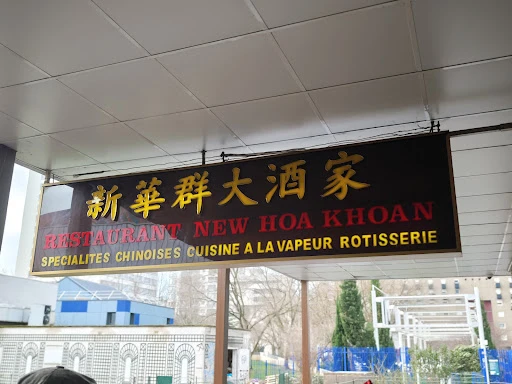 新華群大酒家
RESTAURANT NEW HOA KHOAN
SPECIALITES CHINOISES CUISINE A LA VAPEUR ROTISSERIE